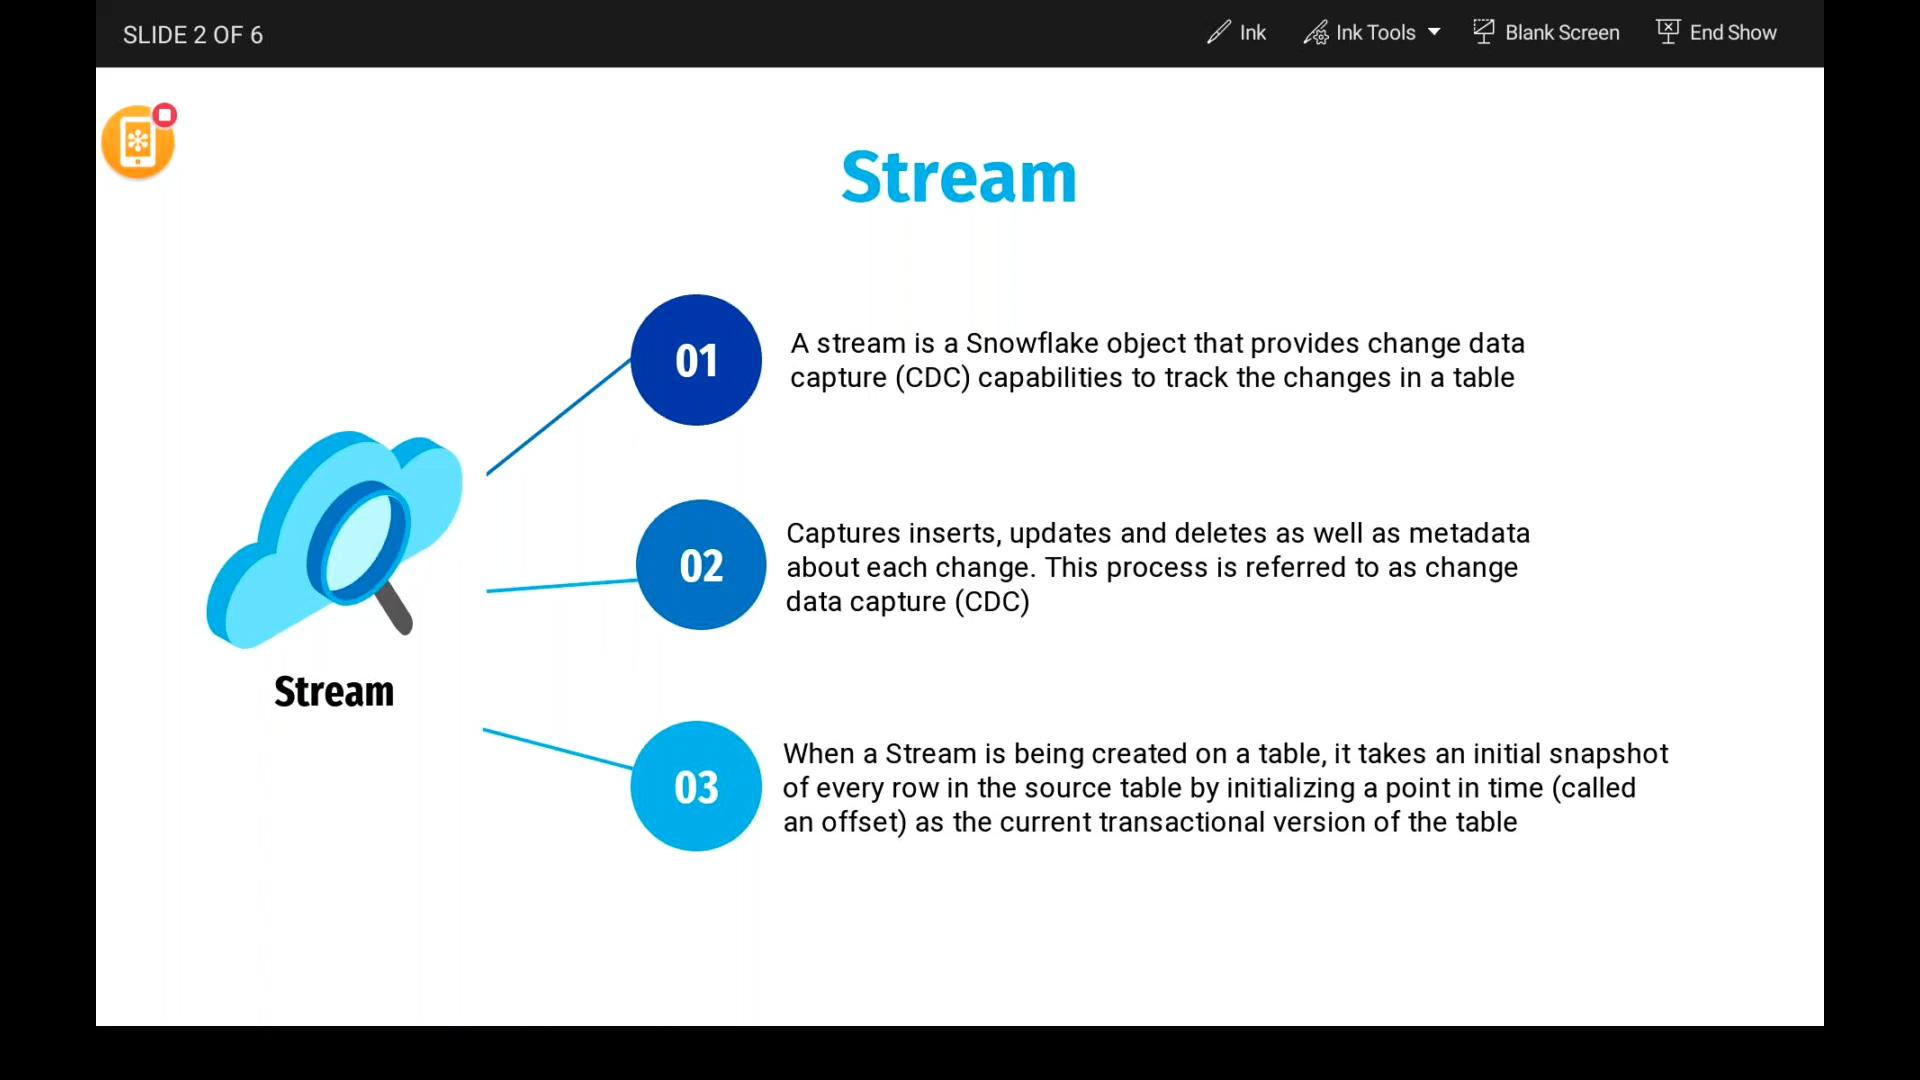 SLIDE 2 OF 6
Ink
Ink Tools
Blank Screen
End Show
Stream
01
A stream is a Snowflake object that provides change data
capture (CDC) capabilities to track the changes in a table
02
Captures inserts, updates and deletes as well as metadata
about each change. This process is referred to as change
data capture (CDC)
Stream
03
When a Stream is being created on a table, it takes an initial snapshot
of every row in the source table by initializing a point in time (called
an offset) as the current transactional version of the table